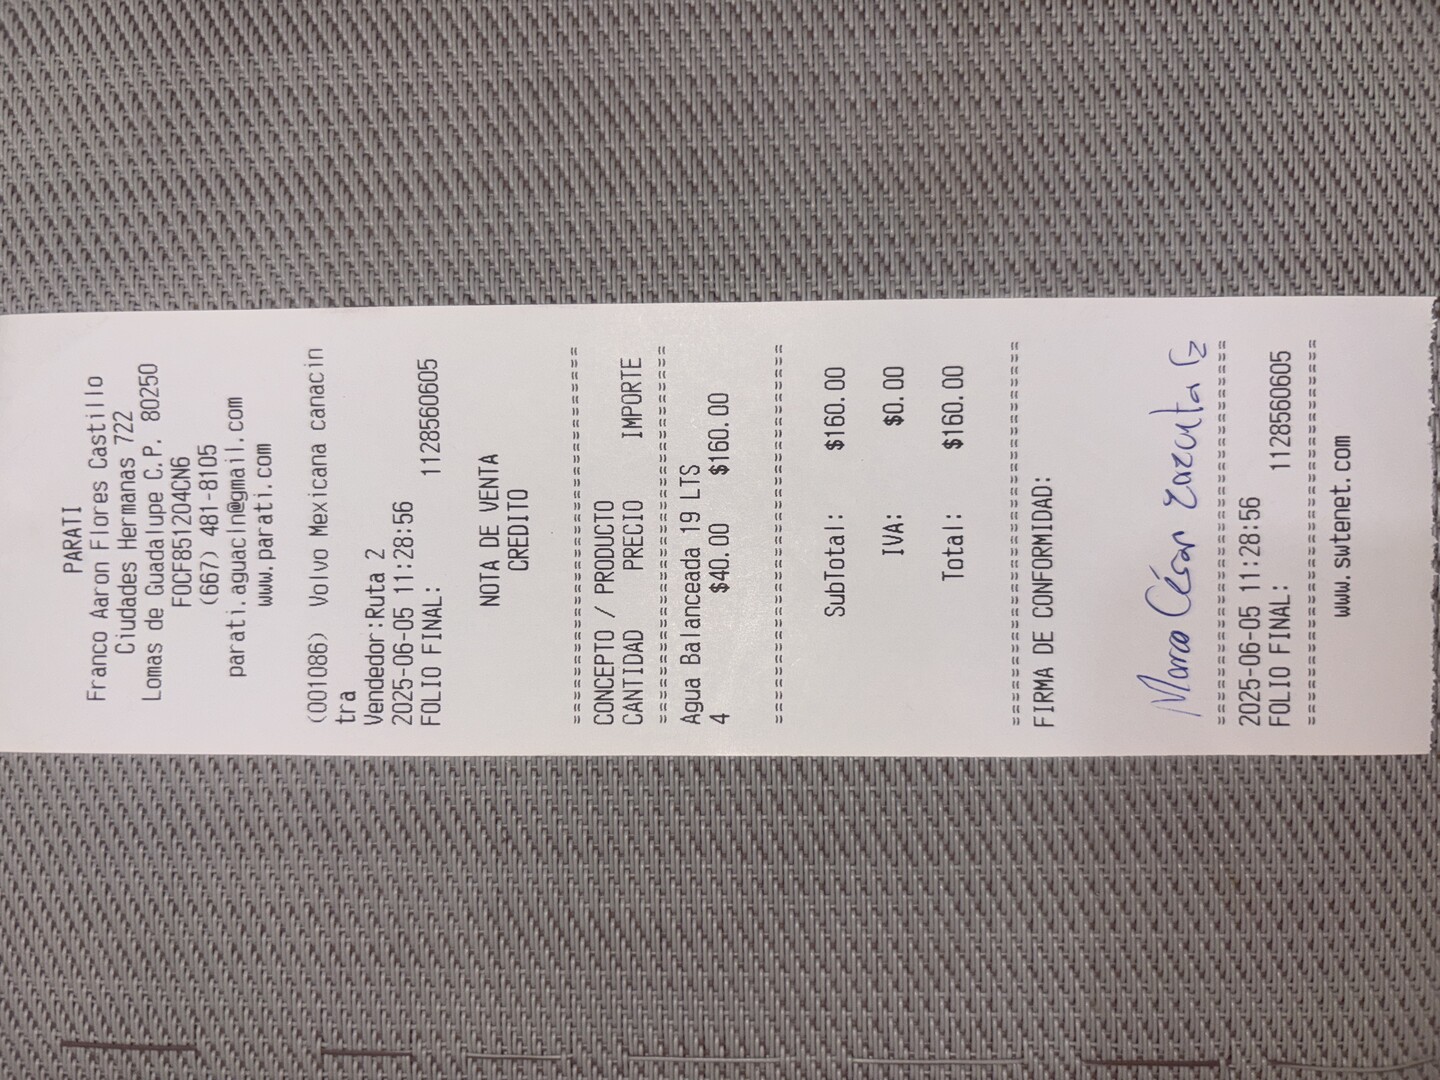 PARATI
Franco Aaron Flores Castillo
Ciudades Hermanas 722
Lomas de Guadalupe C.P. 80250
FOCF851204CN6
(667) 481-8105
parati.aguacln@gmail.com
www.parati.com
(001086) Volvo Mexicana canacin
tra
Vendedor:Ruta 2
2025-06-05 11:28:56
FOLIO FINAL: 1128560605
NOTA DE VENTA
CREDITO
================================
CONCEPTO / PRODUCTO
CANTIDAD PRECIO IMPORTE
================================
Agua Balanceada 19 LTS
4 $40.00 $160.00
================================
SubTotal: $160.00
IVA: $0.00
Total: $160.00
================================
FIRMA DE CONFORMIDAD:
Marco César
================================
2025-06-05 11:28:56
FOLIO FINAL: 1128560605
================================
www.swtenet.com